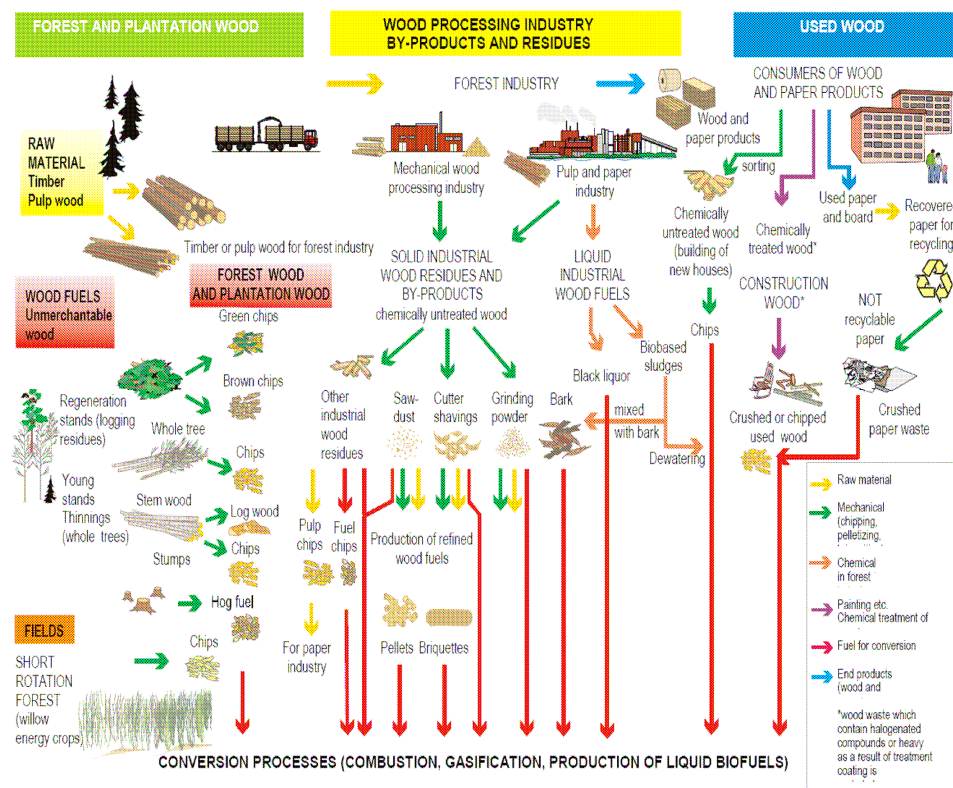 FOREST AND PLANTATION WOOD
WOOD PROCESSING INDUSTRY
BY-PRODUCTS AND RESIDUES
USED WOOD
FOREST INDUSTRY
CONSUMERS OF WOOD
AND PAPER PRODUCTS
Wood and
paper products
RAW
MATERIAL
Timber
Pulp wood
Mechanical wood
processing industry
Pulp and paper
industry
sorting
Timber or pulp wood for forest industry
Chemically
untreated wood
(building of
new houses)
Chemically
treated wood*
Used paper
and board
Recovere
paper for
recycling
WOOD FUELS
Unmerchantable
wood
FOREST WOOD
AND PLANTATION WOOD
SOLID INDUSTRIAL
WOOD RESIDUES AND
BY-PRODUCTS
chemically untreated wood
LIQUID
INDUSTRIAL
WOOD FUELS
CONSTRUCTION
WOOD*
NOT
recyclable
paper
Green chips
Chips
Biobased
sludges
Black liquor
Brown chips
Regeneration
stands (logging
residues)
Whole tree
Other
industrial
wood
residues
Saw-
dust
Cutter
shavings
Grinding
powder
Bark
mixed
with bark
Dewatering
Crushed or chipped
used wood
Crushed
paper waste
Chips
Young
stands
Thinnings
(whole trees)
Stem wood
Log wood
Chips
Stumps
Pulp
chips
Fuel
chips
Production of refined
wood fuels
Hog fuel
FIELDS
SHORT
ROTATION
FOREST
(willow
energy crops)
Chips
For paper
industry
Pellets
Briquettes
Raw material
Mechanical
(chipping,
pelletizing,
Chemical
in forest
Painting etc.
Chemical treatment of
Fuel for conversion
End products
(wood and
*wood waste which
contain halogenated
compounds or heavy
as a result of treatment
coating is
CONVERSION PROCESSES (COMBUSTION, GASIFICATION, PRODUCTION OF LIQUID BIOFUELS)